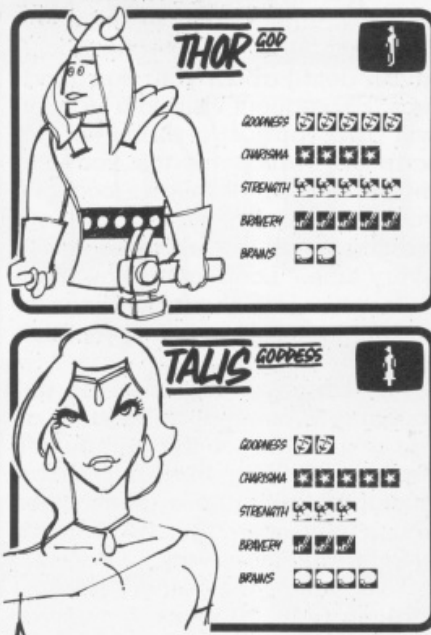 THOR GOD
GOODNESS
CHARISMA
STRENGTH
BRAVERY
BRAINS
TALIS GODDESS
GOODNESS
CHARISMA
STRENGTH
BRAVERY
BRAINS